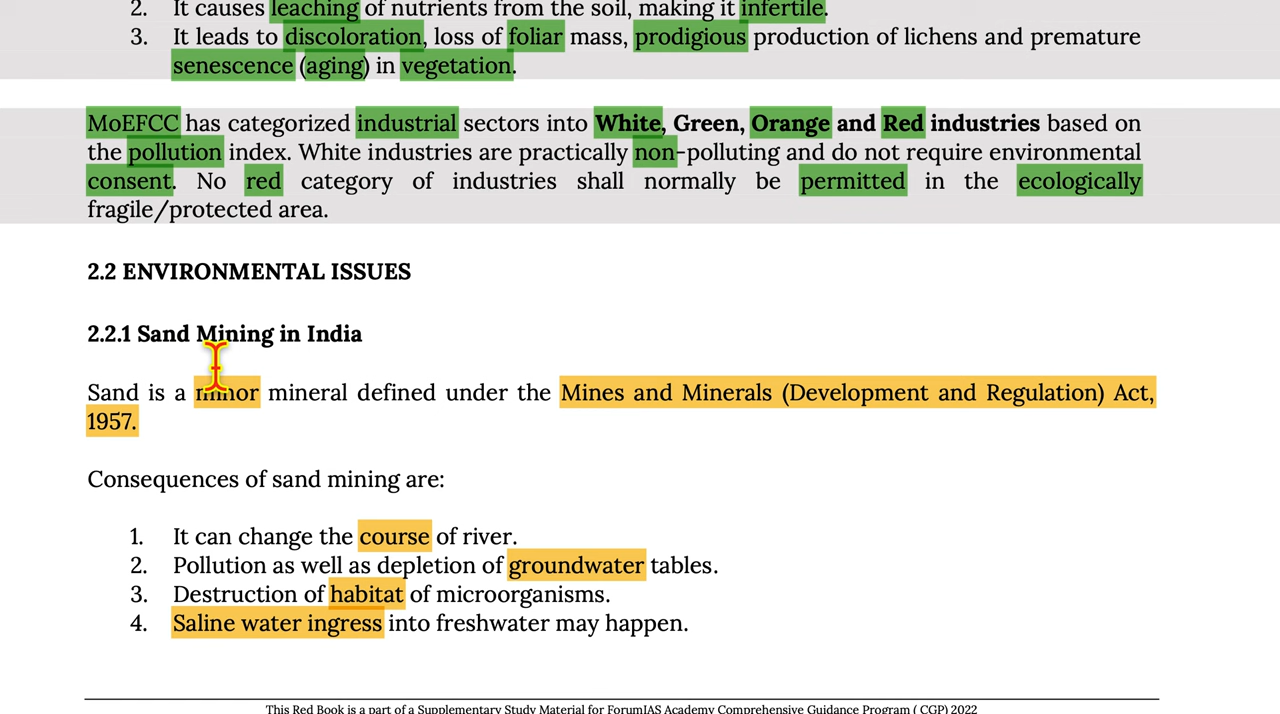 2. It causes leaching of nutrients from the soil, making it infertile.
3. It leads to discoloration, loss of foliar mass, prodigious production of lichens and premature
senescence (aging) in vegetation.
MoEFCC has categorized industrial sectors into White, Green, Orange and Red industries based on
the pollution index. White industries are practically non-polluting and do not require environmental
consent. No red category of industries shall normally be permitted in the ecologically
fragile/protected area.
2.2 ENVIRONMENTAL ISSUES
2.2.1 Sand Mining in India
Sand is a minor mineral defined under the Mines and Minerals (Development and Regulation) Act,
1957.
Consequences of sand mining are:
1. It can change the course of river.
2. Pollution as well as depletion of groundwater tables.
3. Destruction of habitat of microorganisms.
4. Saline water ingress into freshwater may happen.
This Red Book is a part of a Supplementary Study Material for ForumIAS Academy Comprehensive Guidance Program ( CGP) 2022